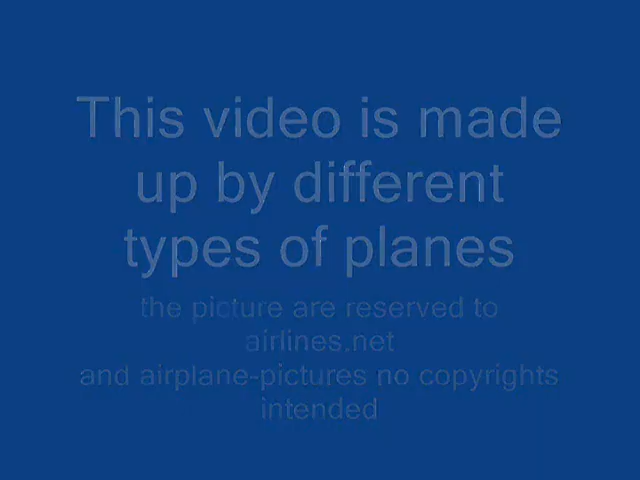 This video is made
up by different
types of planes
the picture are reserved to
airlines.net
and airplane-pictures no copyrights
intended